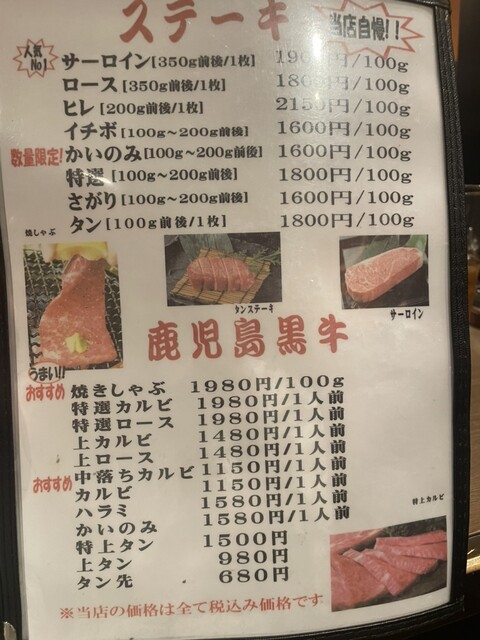 ステーキ
当店自慢!!
人気No1
サーロイン[350g前後/1枚] 1900円/100g
ロース[350g前後/1枚] 1800円/100g
ヒレ[200g前後/1枚] 2150円/100g
イチボ[100g～200g前後] 1600円/100g
数量限定!かいのみ[100g～200g前後] 1600円/100g
特選[100g～200g前後] 1800円/100g
さがり[100g～200g前後] 1600円/100g
タン[100g前後/1枚] 1800円/100g
焼しゃぶ
タンステーキ
サーロイン
うまい!!
鹿児島黒牛
おすすめ 焼きしゃぶ 1980円/100g
特選カルビ 1980円/1人前
特選ロース 1980円/1人前
上カルビ 1480円/1人前
上ロース 1480円/1人前
おすすめ 中落ちカルビ 1150円/1人前
カルビ 1150円/1人前
ハラミ 1580円/1人前
かいのみ 1580円/1人前
特上タン 1500円
上タン 980円
タン先 680円
特上カルビ
※当店の価格は全て税込み価格です